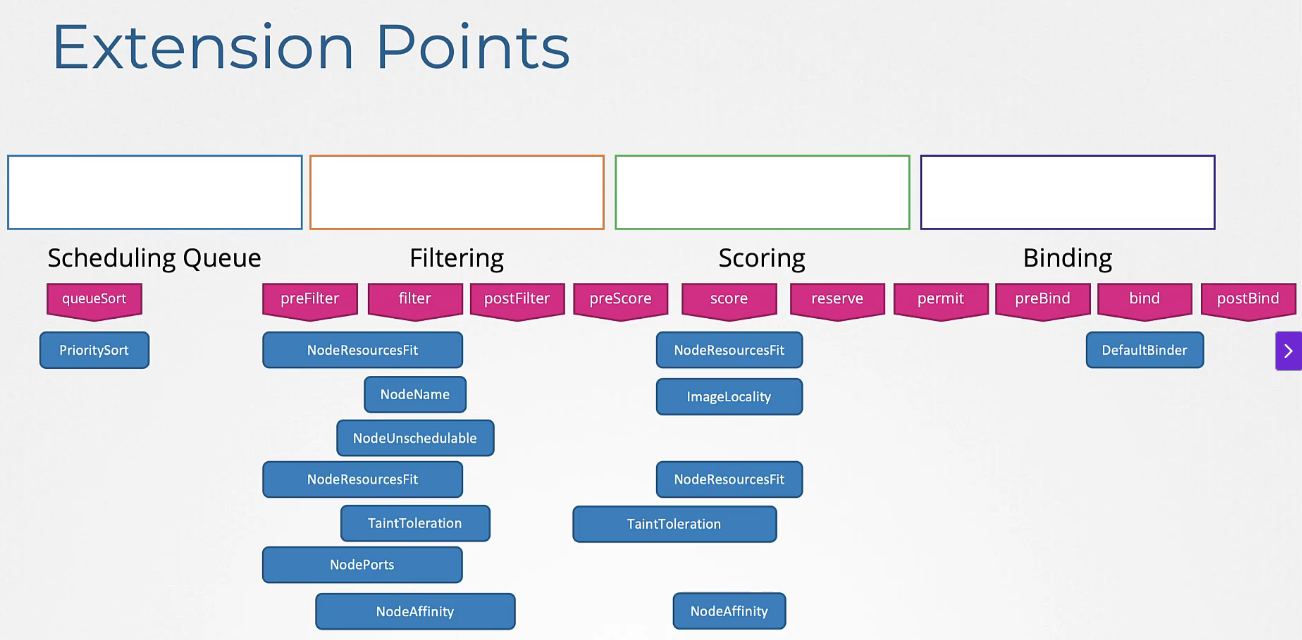 Extension Points
Scheduling Queue Filtering Scoring Binding
queueSort preFilter filter postFilter preScore score reserve permit preBind bind postBind
PrioritySort NodeResourcesFit NodeResourcesFit DefaultBinder
NodeName ImageLocality
NodeUnschedulable
NodeResourcesFit NodeResourcesFit
TaintToleration TaintToleration
NodePorts
NodeAffinity NodeAffinity